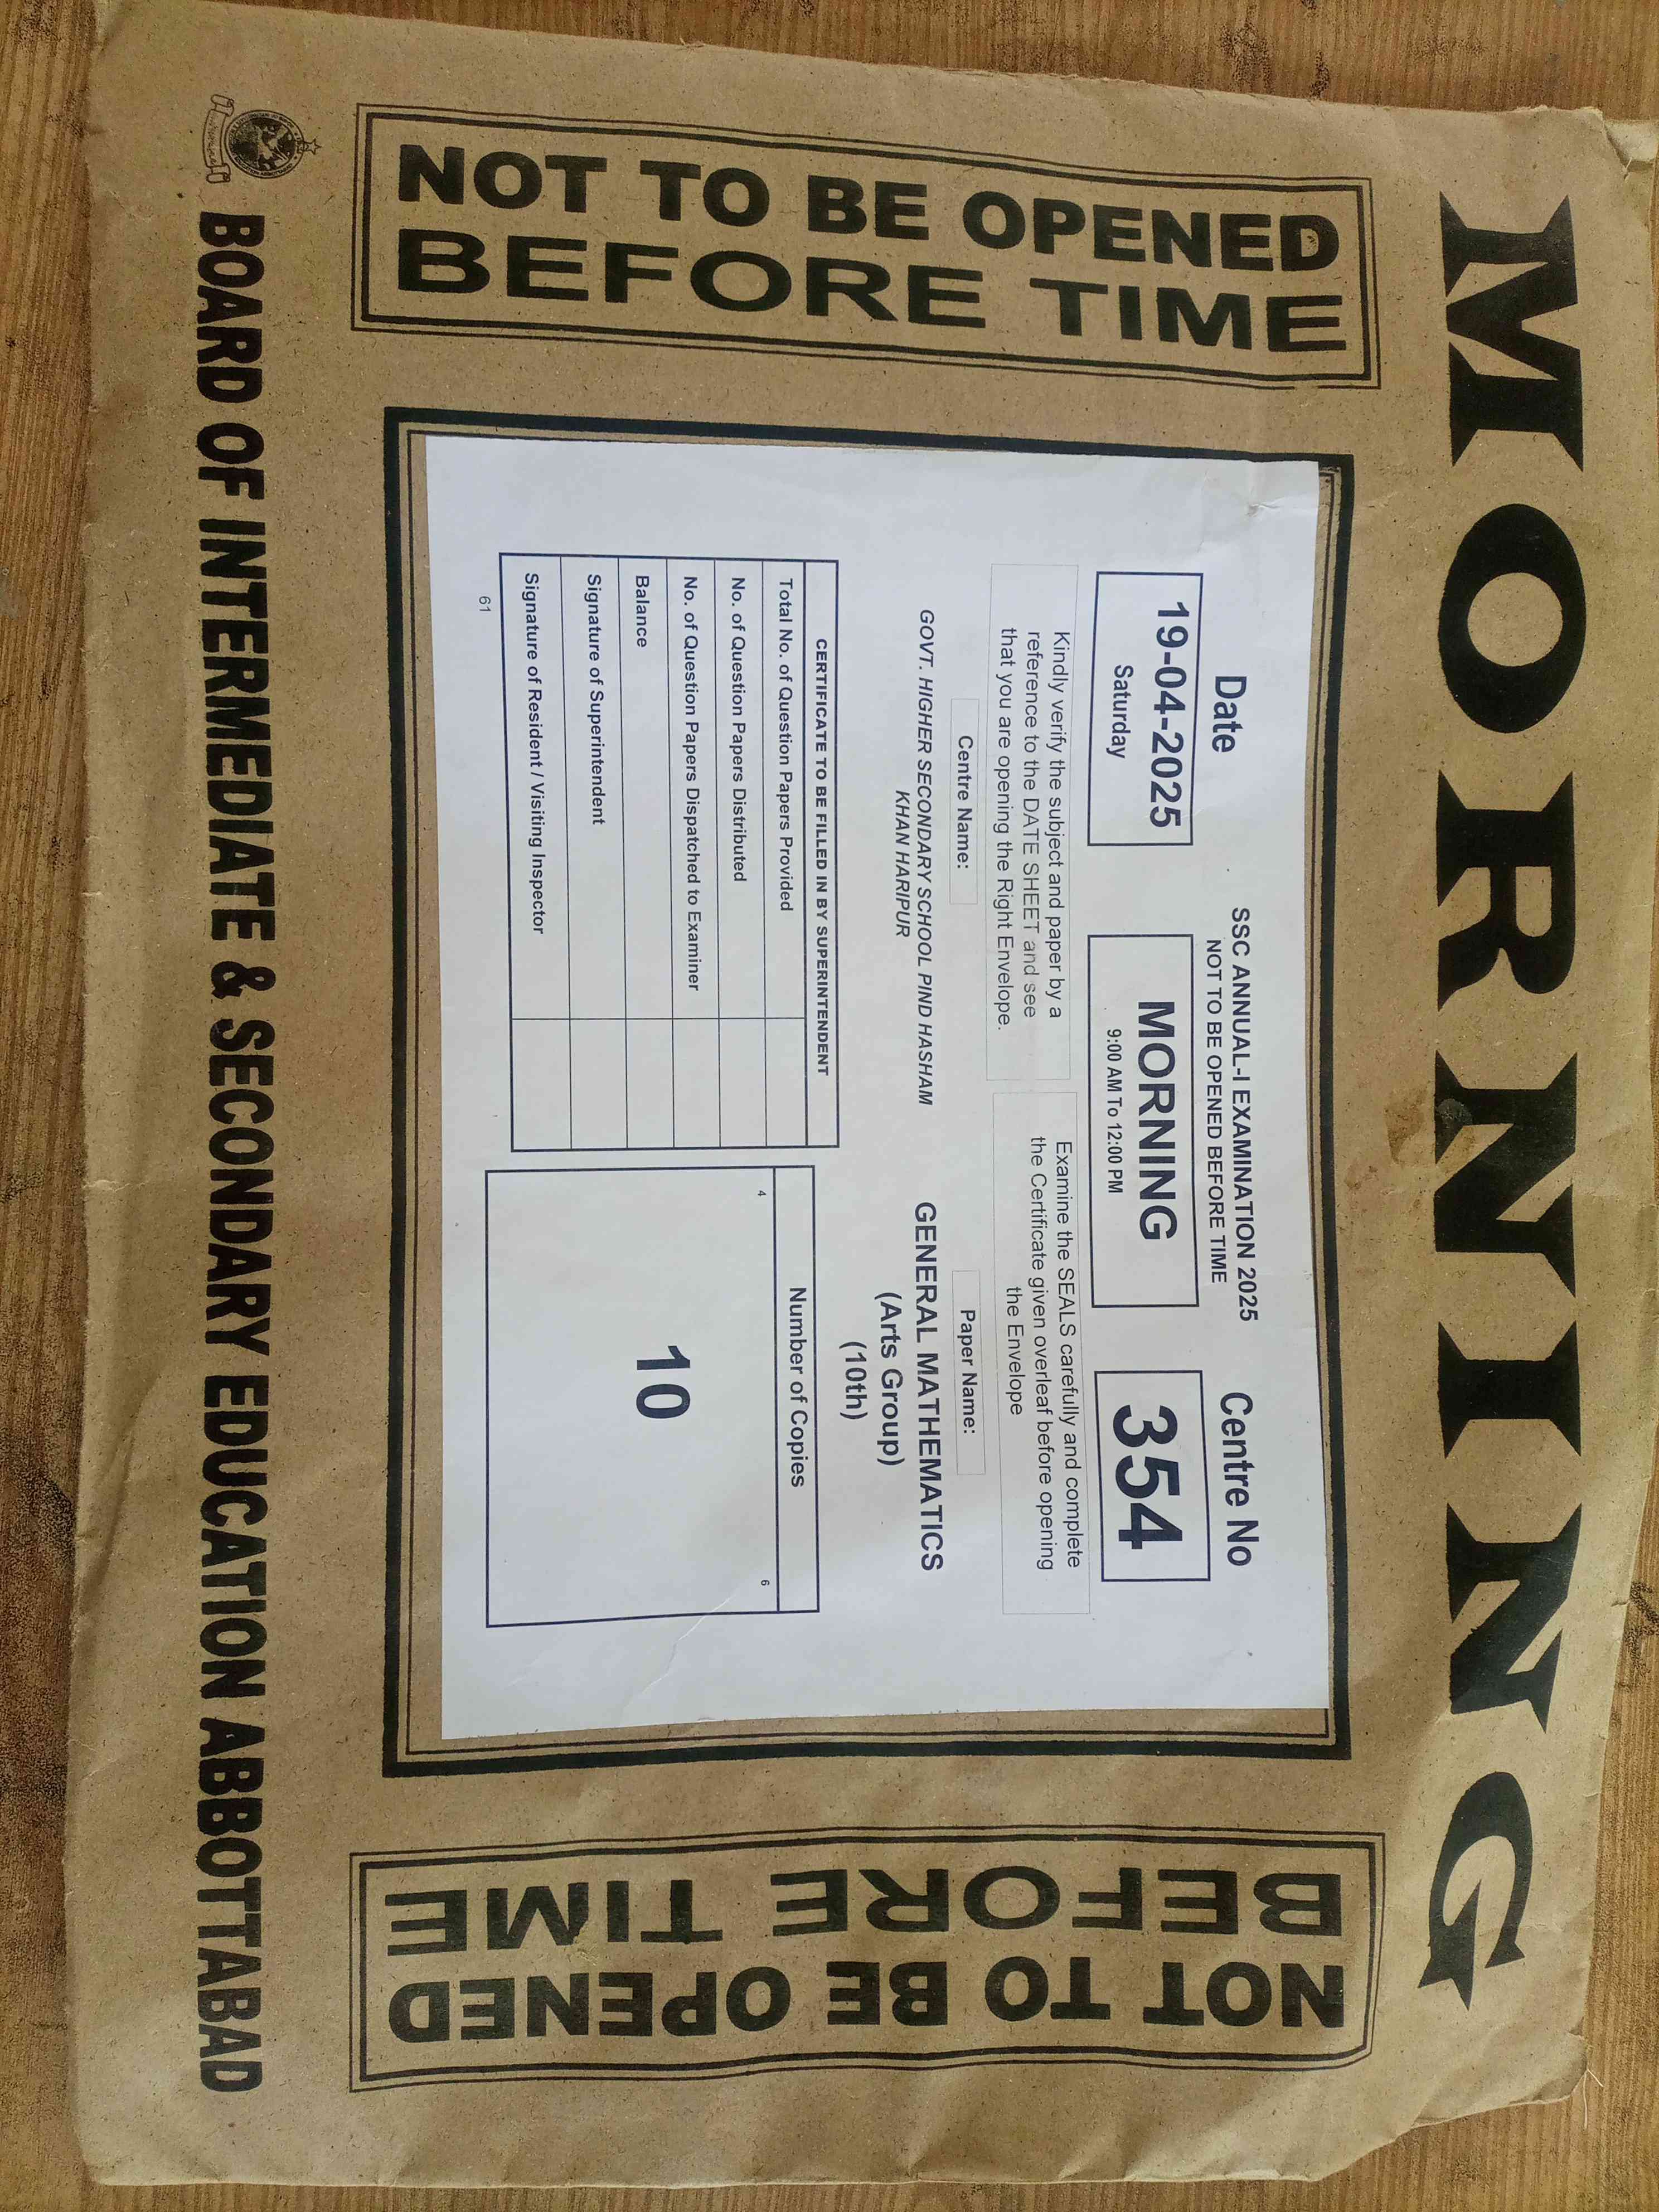 MORNING
NOT TO BE OPENED
BEFORE TIME
Date
19-04-2025
Saturday
SSC ANNUAL-I EXAMINATION 2025
NOT TO BE OPENED BEFORE TIME
MORNING
9:00 AM To 12:00 PM
Centre No
354
Kindly verify the subject and paper by a
reference to the DATE SHEET and see
that you are opening the Right Envelope.
Examine the SEALS carefully and complete
the Certificate given overleaf before opening
the Envelope
Centre Name:
GOVT. HIGHER SECONDARY SCHOOL PIND HASHAM
KHAN HARIPUR
Paper Name:
GENERAL MATHEMATICS
(Arts Group)
(10th)
CERTIFICATE TO BE FILLED IN BY SUPERINTENDENT
Total No. of Question Papers Provided
No. of Question Papers Distributed
No. of Question Papers Dispatched to Examiner
Balance
Signature of Superintendent
Signature of Resident / Visiting Inspector
61
Number of Copies
4
6
10
NOT TO BE OPENED
BEFORE TIME
BOARD OF INTERMEDIATE & SECONDARY EDUCATION ABBOTTABAD